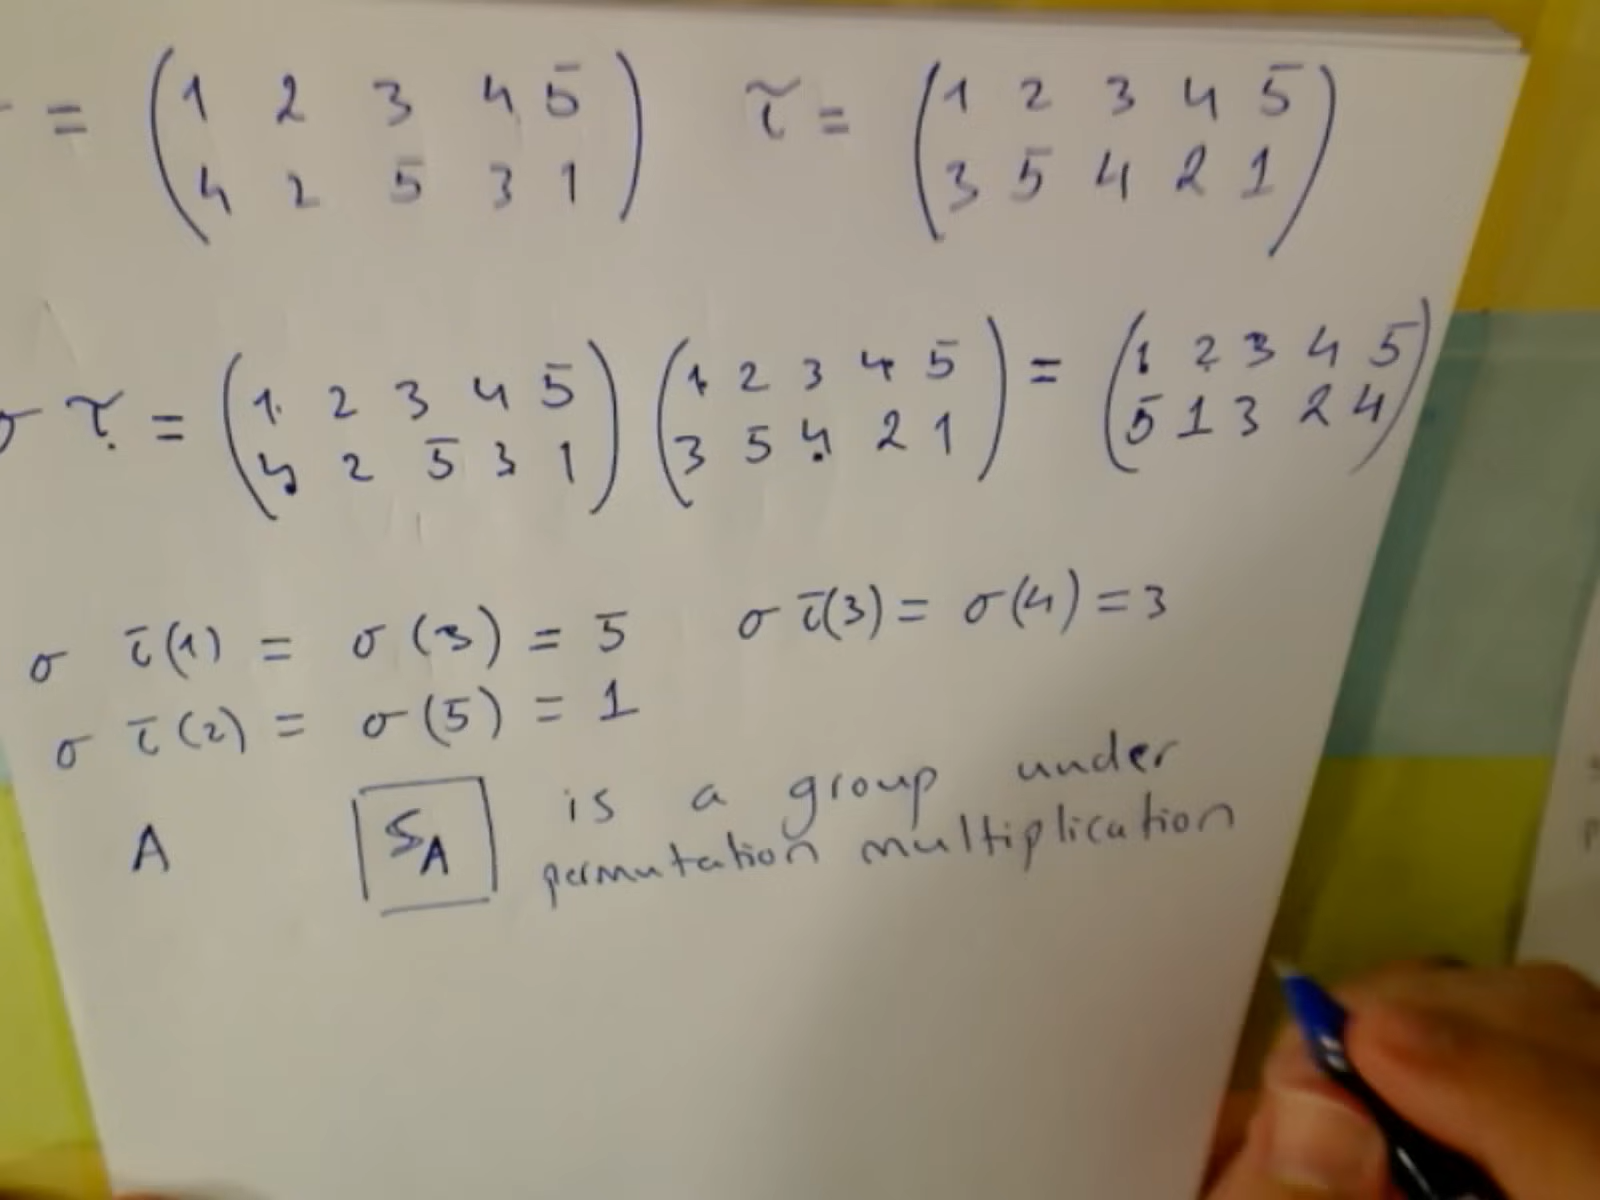 = ( 1 2 3 4 5 ) τ = ( 1 2 3 4 5 )
( 4 2 5 3 1 ) ( 3 5 4 2 1 )
σ τ = ( 1 2 3 4 5 ) ( 1 2 3 4 5 ) = ( 1 2 3 4 5 )
( 4 2 5 3 1 ) ( 3 5 4 2 1 ) ( 5 1 3 2 4 )
σ τ(1) = σ(3) = 5 σ τ(3) = σ(4) = 3
σ τ(2) = σ(5) = 1
A S_A is a group under
permutation multiplication